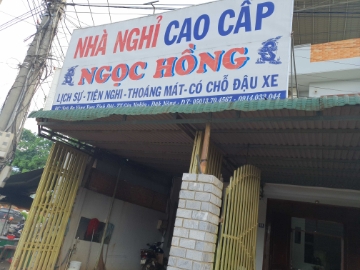 NHÀ NGHỈ CAO CẤP
NGỌC HỒNG
LỊCH SỰ - TIỆN NGHI - THOÁNG MÁT - CÓ CHỖ ĐẬU XE